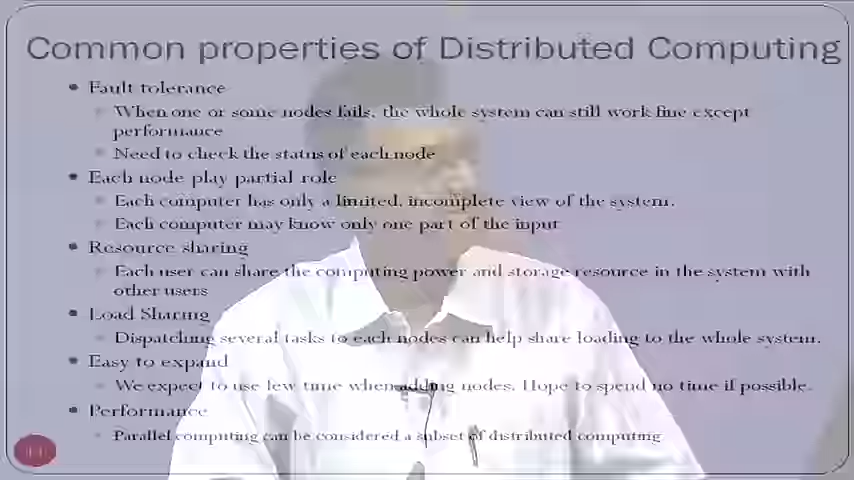 Common properties of Distributed Computing
Fault tolerance
When one or some nodes fails, the whole system can still work fine except
performance
Need to check the status of each node
Each node play partial role
Each computer has only a limited, incomplete view of the system.
Each computer may know only one part of the input
Resource sharing
Each user can share the computing power and storage resource in the system with
other users
Load Sharing
Dispatching several tasks to each nodes can help share loading to the whole system.
Easy to expand
We expect to use few time when adding nodes. Hope to spend no time if possible.
Performance
Parallel computing can be considered a subset of distributed computing